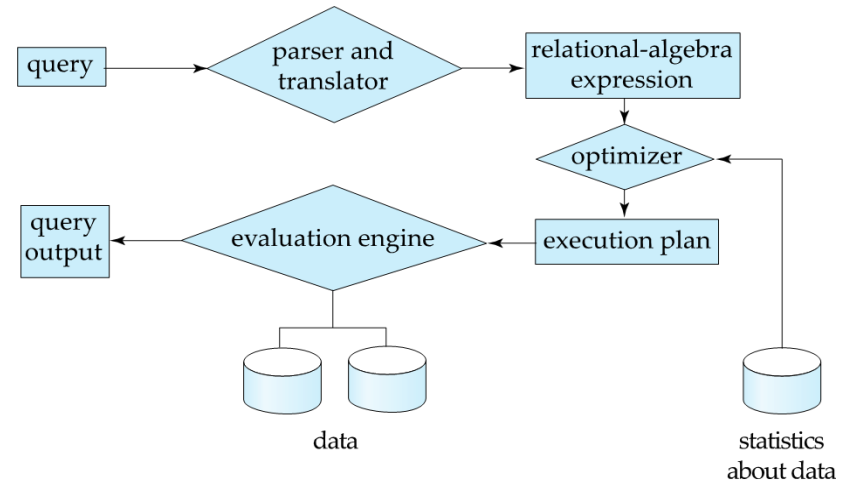 query
parser and
translator
relational-algebra
expression
optimizer
query
output
evaluation engine
execution plan
data
statistics
about data